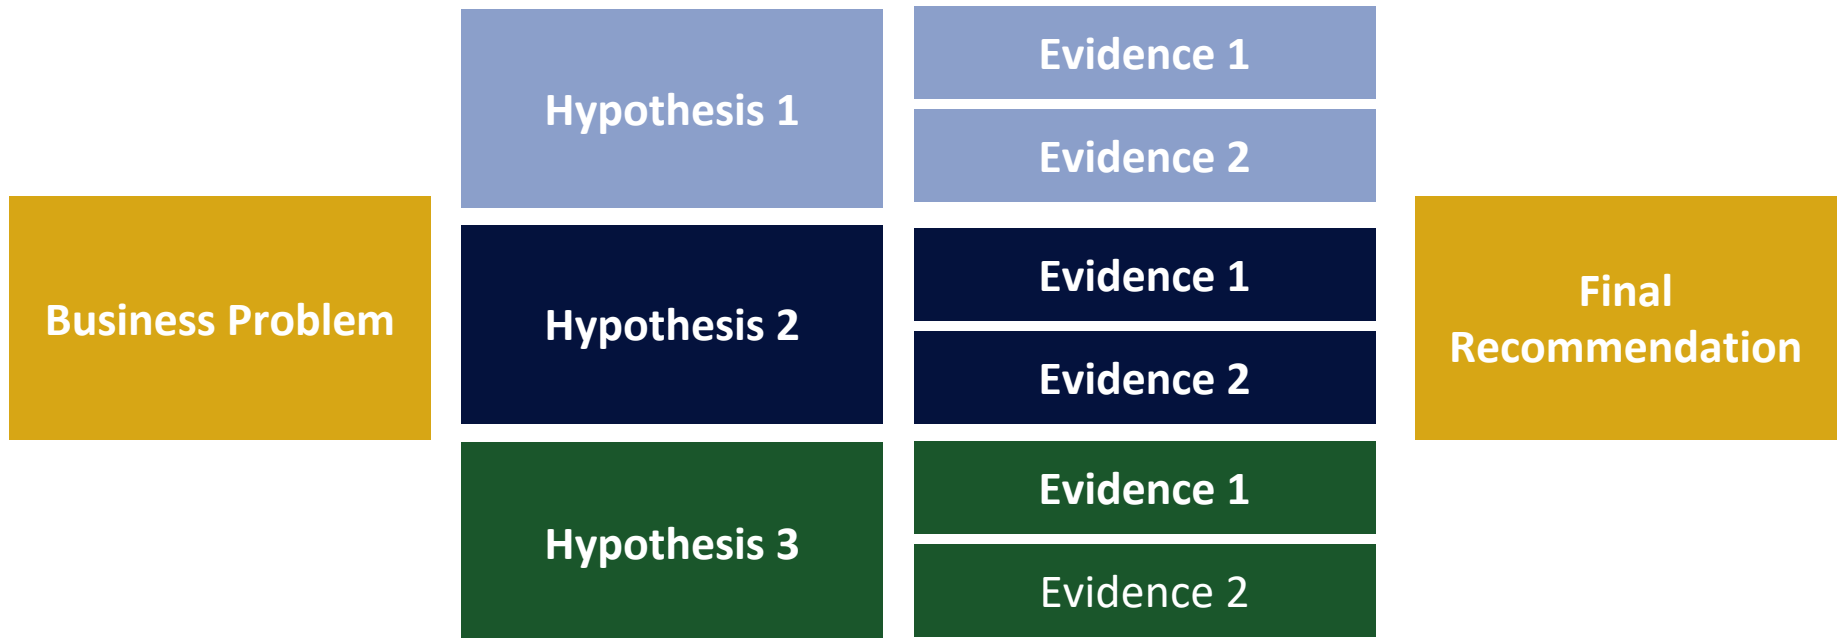 Business Problem
Hypothesis 1
Evidence 1
Evidence 2
Hypothesis 2
Evidence 1
Evidence 2
Hypothesis 3
Evidence 1
Evidence 2
Final
Recommendation